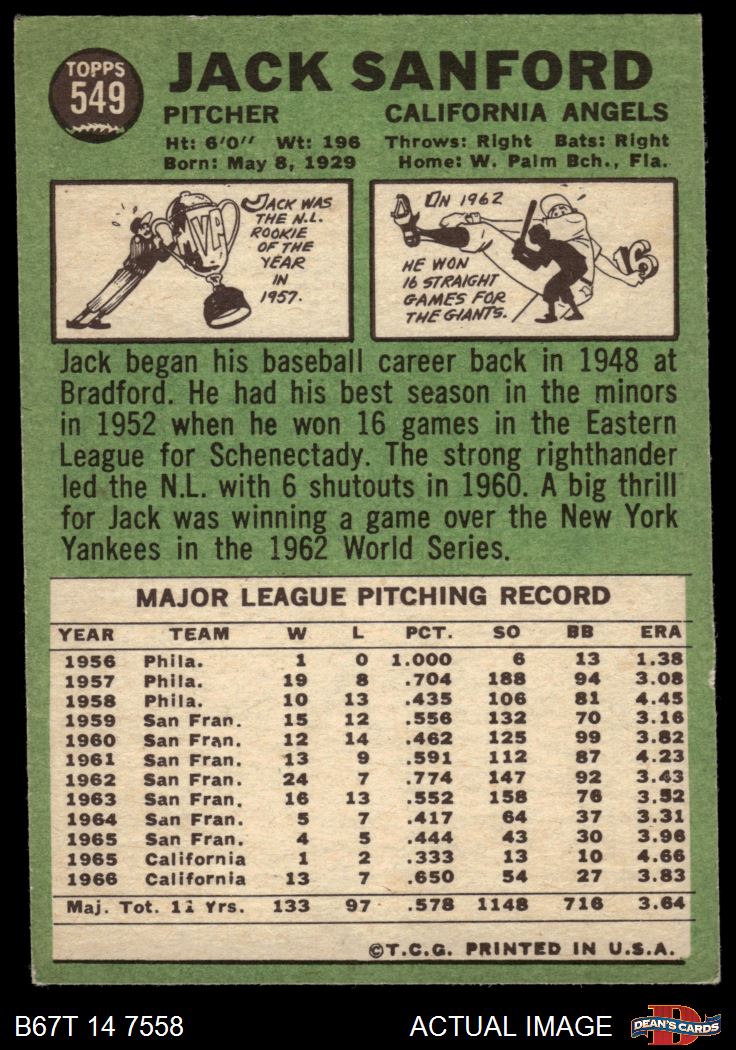 TOPPS
549
JACK SANFORD
PITCHER CALIFORNIA ANGELS
Ht: 6'0" Wt: 196 Throws: Right Bats: Right
Born: May 8, 1929 Home: W. Palm Bch., Fla.
MVP
JACK WAS
THE N.L.
ROOKIE
OF THE
YEAR
IN
1957.
IN 1962
HE WON
16 STRAIGHT
GAMES FOR
THE GIANTS.
16
Jack began his baseball career back in 1948 at
Bradford. He had his best season in the minors
in 1952 when he won 16 games in the Eastern
League for Schenectady. The strong righthander
led the N.L. with 6 shutouts in 1960. A big thrill
for Jack was winning a game over the New York
Yankees in the 1962 World Series.
MAJOR LEAGUE PITCHING RECORD
YEAR TEAM W L PCT. SO BB ERA
1956 Phila. 1 0 1.000 6 13 1.38
1957 Phila. 19 8 .704 188 94 3.08
1958 Phila. 10 13 .435 106 81 4.45
1959 San Fran. 15 12 .556 132 70 3.16
1960 San Fran. 12 14 .462 125 99 3.82
1961 San Fran. 13 9 .591 112 87 4.23
1962 San Fran. 24 7 .774 147 92 3.43
1963 San Fran. 16 13 .552 158 76 3.52
1964 San Fran. 5 7 .417 64 37 3.31
1965 San Fran. 4 5 .444 43 30 3.96
1965 California 1 2 .333 13 10 4.66
1966 California 13 7 .650 54 27 3.83
Maj. Tot. 11 Yrs. 133 97 .578 1148 716 3.64
©T.C.G. PRINTED IN U.S.A.
B67T 14 7558 ACTUAL IMAGE DEAN'S CARDS